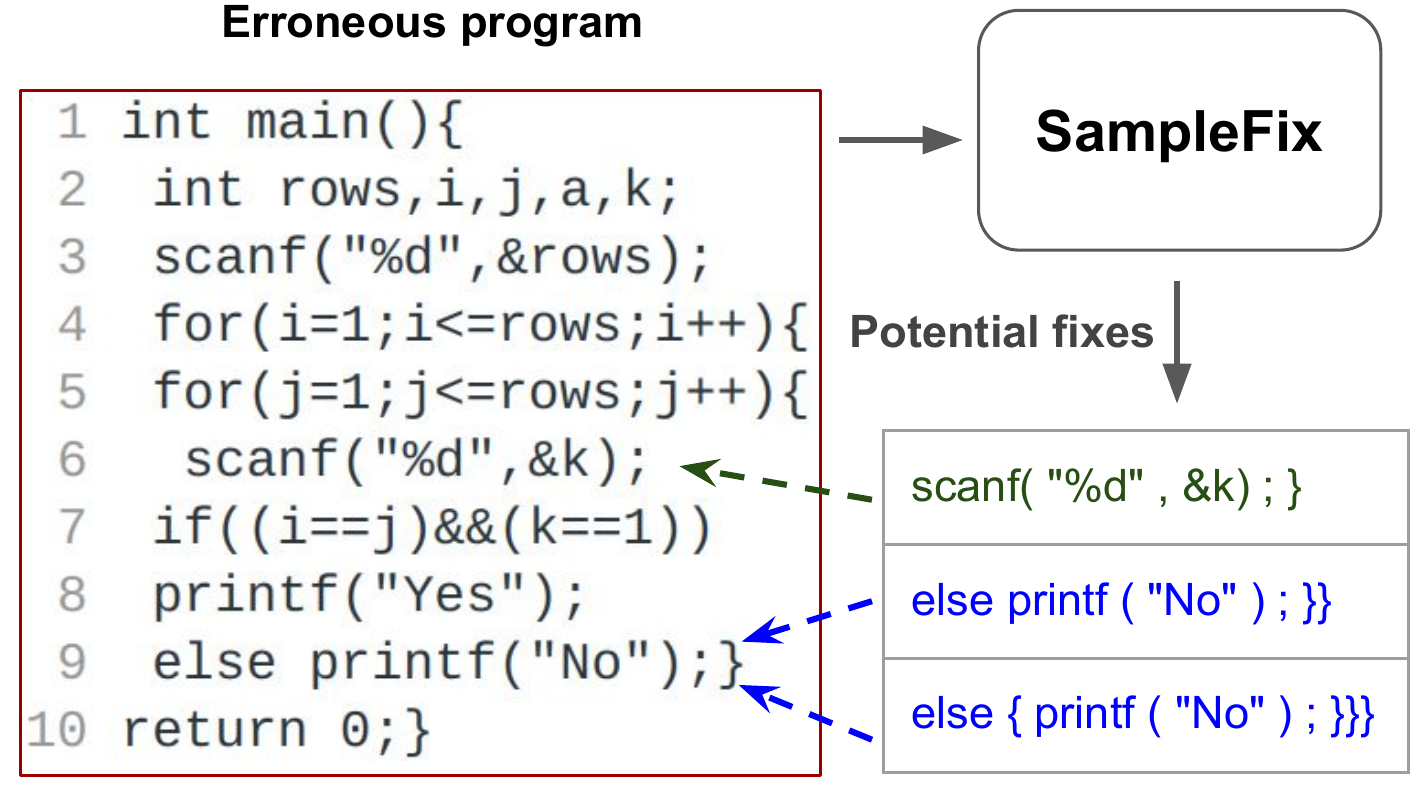 Erroneous program
1 int main(){
2 int rows,i,j,a,k;
3 scanf("%d",&rows);
4 for(i=1;i<=rows;i++){
5 for(j=1;j<=rows;j++){
6 scanf("%d",&k);
7 if((i==j)&&(k==1))
8 printf("Yes");
9 else printf("No");}
10 return 0;}
SampleFix
Potential fixes
scanf( "%d" , &k) ; }
else printf ( "No" ) ; }}
else { printf ( "No" ) ; }}}